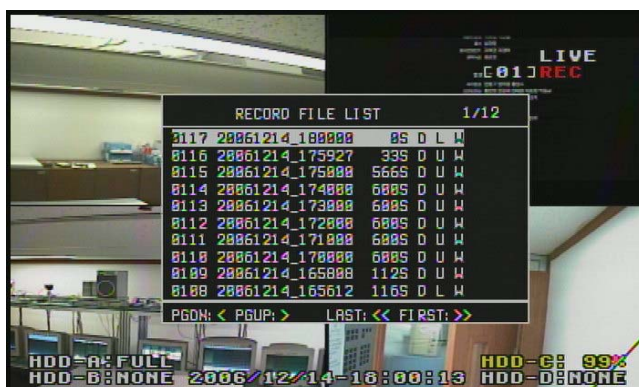 LIVE
[01]REC
RECORD FILE LIST 1/12
0117 20061214_180000 0S D L W
0116 20061214_175927 33S D U W
0115 20061214_175000 566S D U W
0114 20061214_174000 600S D U W
0113 20061214_173000 600S D U W
0112 20061214_172000 600S D U W
0111 20061214_171000 600S D U W
0110 20061214_170000 600S D U W
0109 20061214_165808 112S D U W
0108 20061214_165612 116S D L W
PGDN: < PGUP: > LAST: << FIRST: >>
HDD-A:FULL HDD-C: 99%
HDD-B:NONE 2006/12/14-18:00:13 HDD-D:NONE